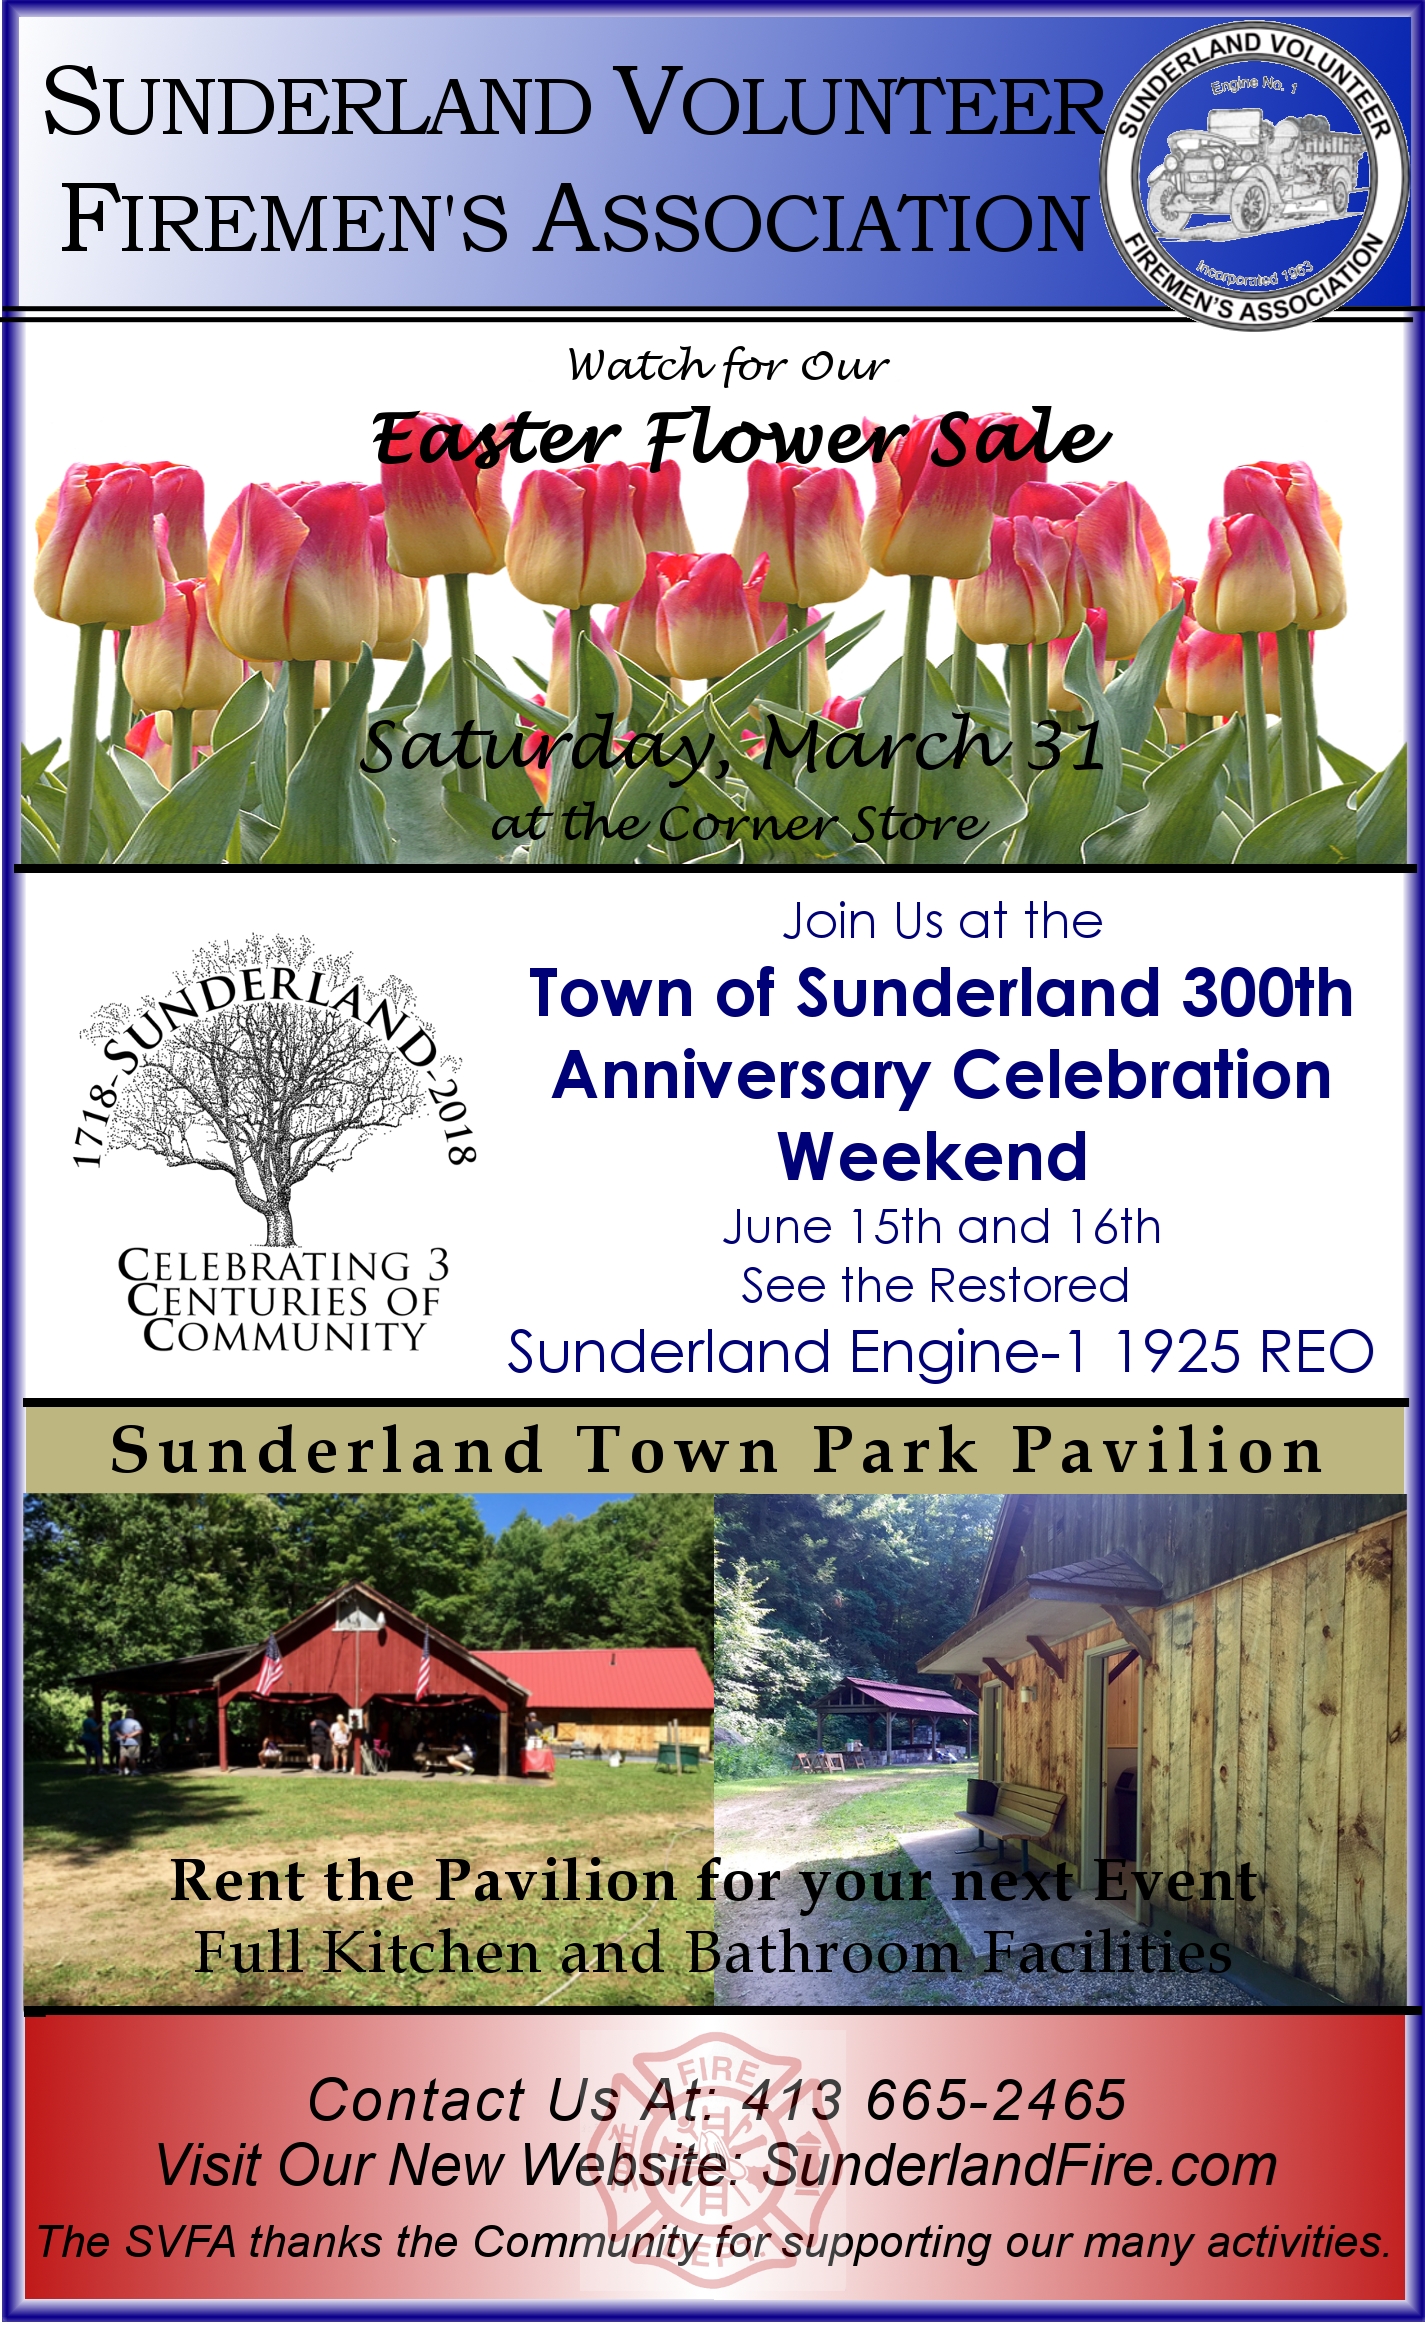 SUNDERLAND VOLUNTEER
FIREMEN'S ASSOCIATION
SUNDERLAND VOLUNTEER
Engine No. 1
Incorporated 1963
FIREMEN'S ASSOCIATION
Watch for Our
Easter Flower Sale
Saturday, March 31
at the Corner Store
1718-SUNDERLAND-2018
CELEBRATING 3
CENTURIES OF
COMMUNITY
Join Us at the
Town of Sunderland 300th
Anniversary Celebration
Weekend
June 15th and 16th
See the Restored
Sunderland Engine-1 1925 REO
Sunderland Town Park Pavilion
Rent the Pavilion for your next Event
Full Kitchen and Bathroom Facilities
FIRE
DEPT.
Contact Us At: 413 665-2465
Visit Our New Website: SunderlandFire.com
The SVFA thanks the Community for supporting our many activities.